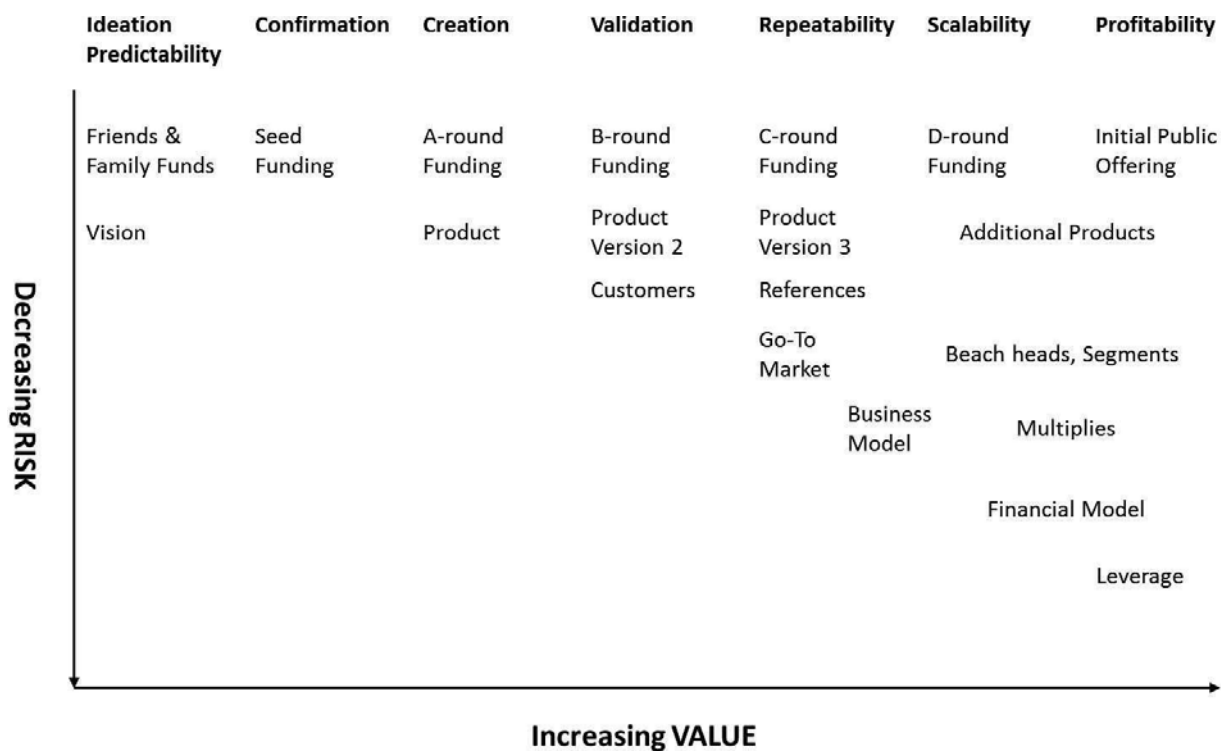 Ideation
Predictability
Confirmation
Creation
Validation
Repeatability
Scalability
Profitability
Friends &
Family Funds
Seed
Funding
A-round
Funding
B-round
Funding
C-round
Funding
D-round
Funding
Initial Public
Offering
Vision
Product
Product
Version 2
Product
Version 3
Additional Products
Customers
References
Go-To
Market
Beach heads, Segments
Business
Model
Multiplies
Financial Model
Leverage
Decreasing RISK
Increasing VALUE